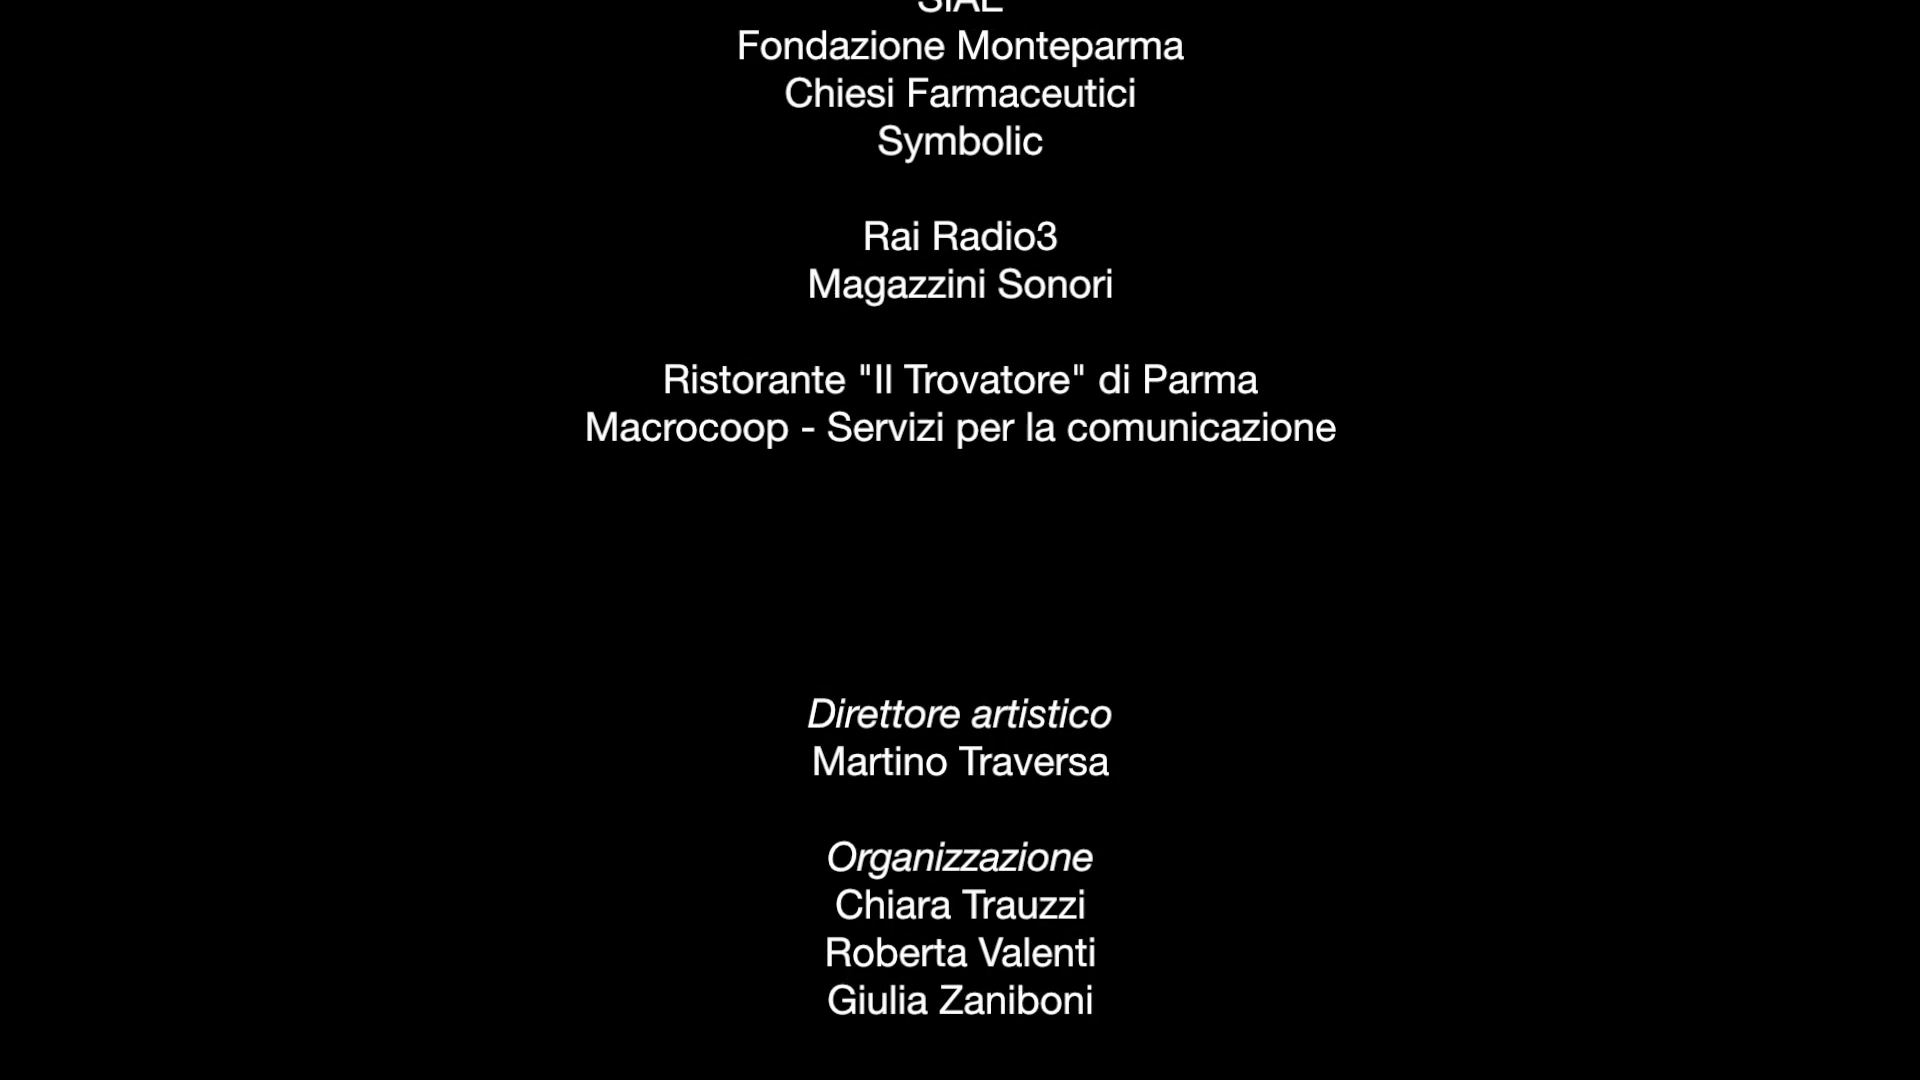 SIAE
Fondazione Monteparma
Chiesi Farmaceutici
Symbolic
Rai Radio3
Magazzini Sonori
Ristorante "Il Trovatore" di Parma
Macrocoop - Servizi per la comunicazione
Direttore artistico
Martino Traversa
Organizzazione
Chiara Trauzzi
Roberta Valenti
Giulia Zaniboni